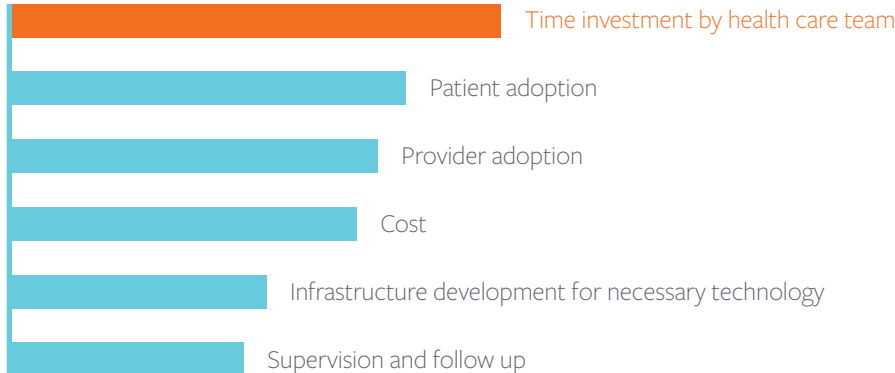 Time investment by health care team
Patient adoption
Provider adoption
Cost
Infrastructure development for necessary technology
Supervision and follow up